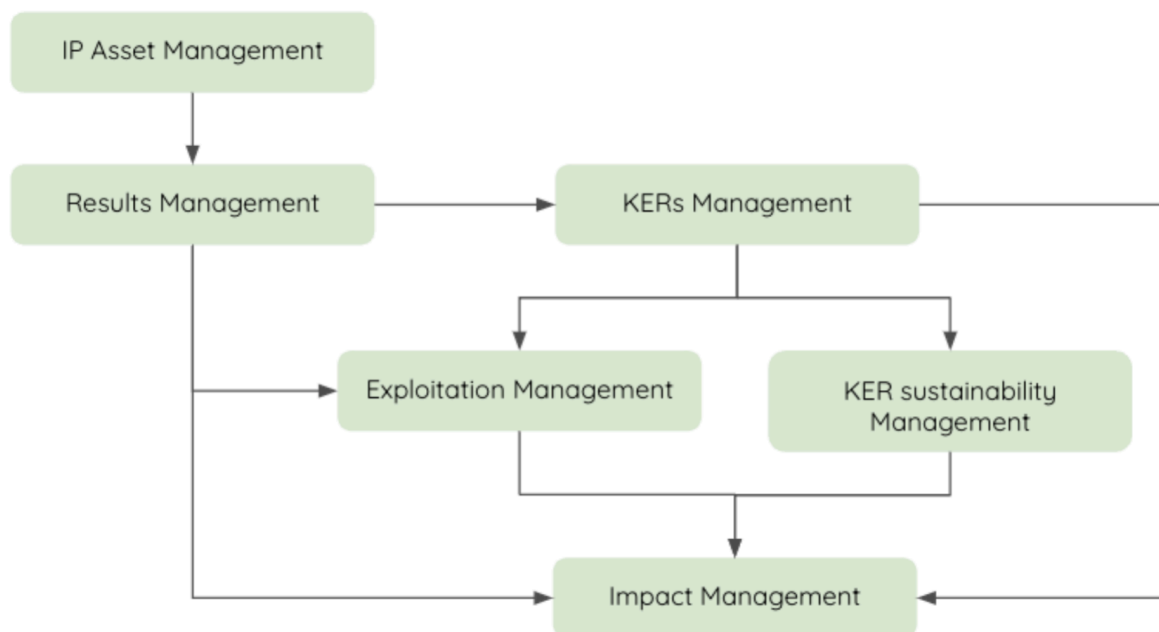 IP Asset Management
Results Management
KERs Management
Exploitation Management
KER sustainability
Management
Impact Management